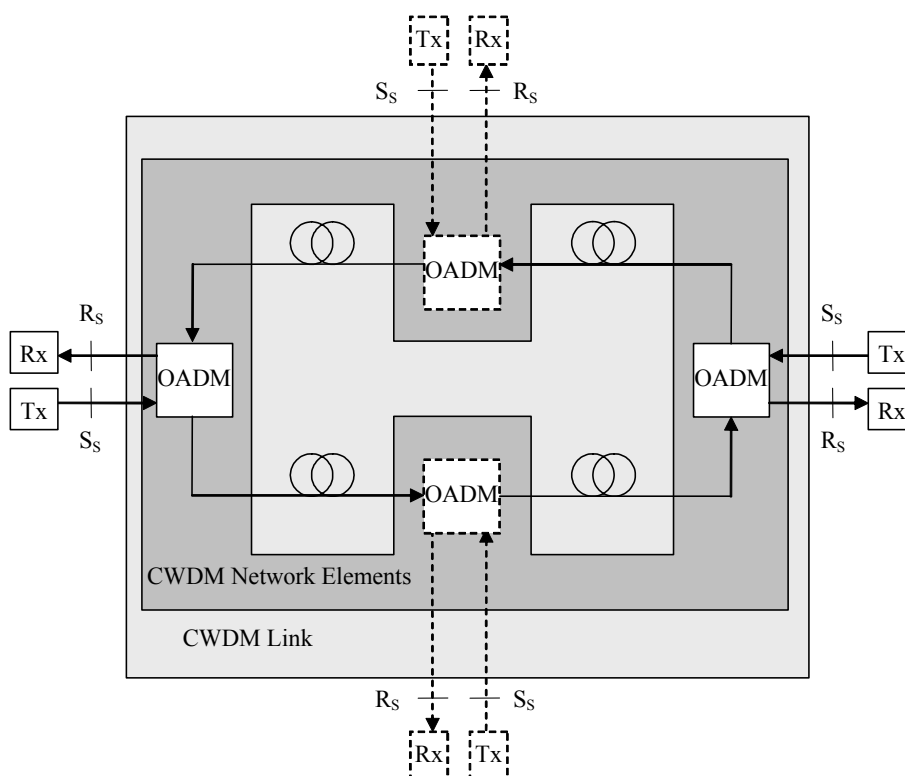 Tx Rx
S_S R_S
OADM
R_S S_S
Rx OADM OADM Tx
Tx Rx
S_S R_S
OADM
CWDM Network Elements
CWDM Link
R_S S_S
Rx Tx